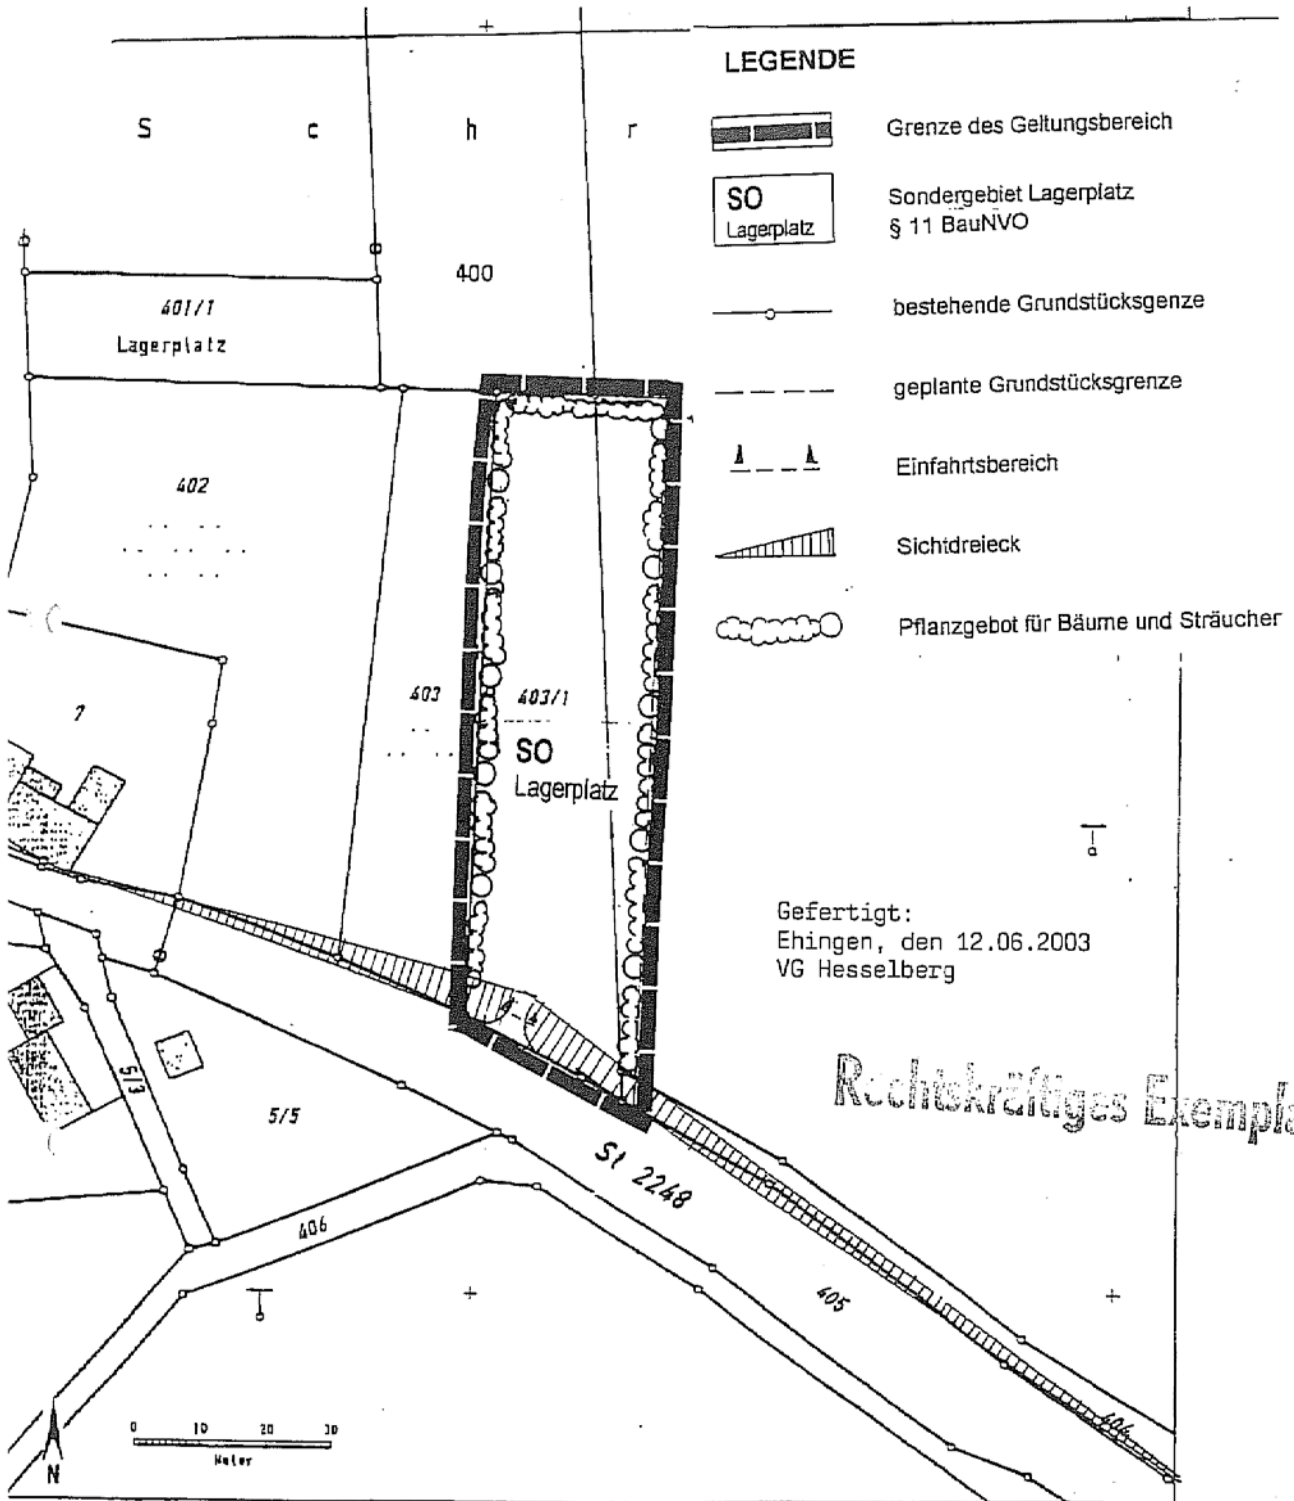 LEGENDE
Grenze des Geltungsbereich
SO
Lagerplatz
Sondergebiet Lagerplatz
§ 11 BauNVO
bestehende Grundstücksgenze
geplante Grundstücksgrenze
Einfahrtsbereich
Sichtdreieck
Pflanzgebot für Bäume und Sträucher
S c h r
400
401/1
Lagerplatz
402
403
403/1
SO
Lagerplatz
7
Gefertigt:
Ehingen, den 12.06.2003
VG Hesselberg
Rechtskräftiges Exempla
5/3
5/5
St 2248
406
405
404
0 10 20 30
Meter
N